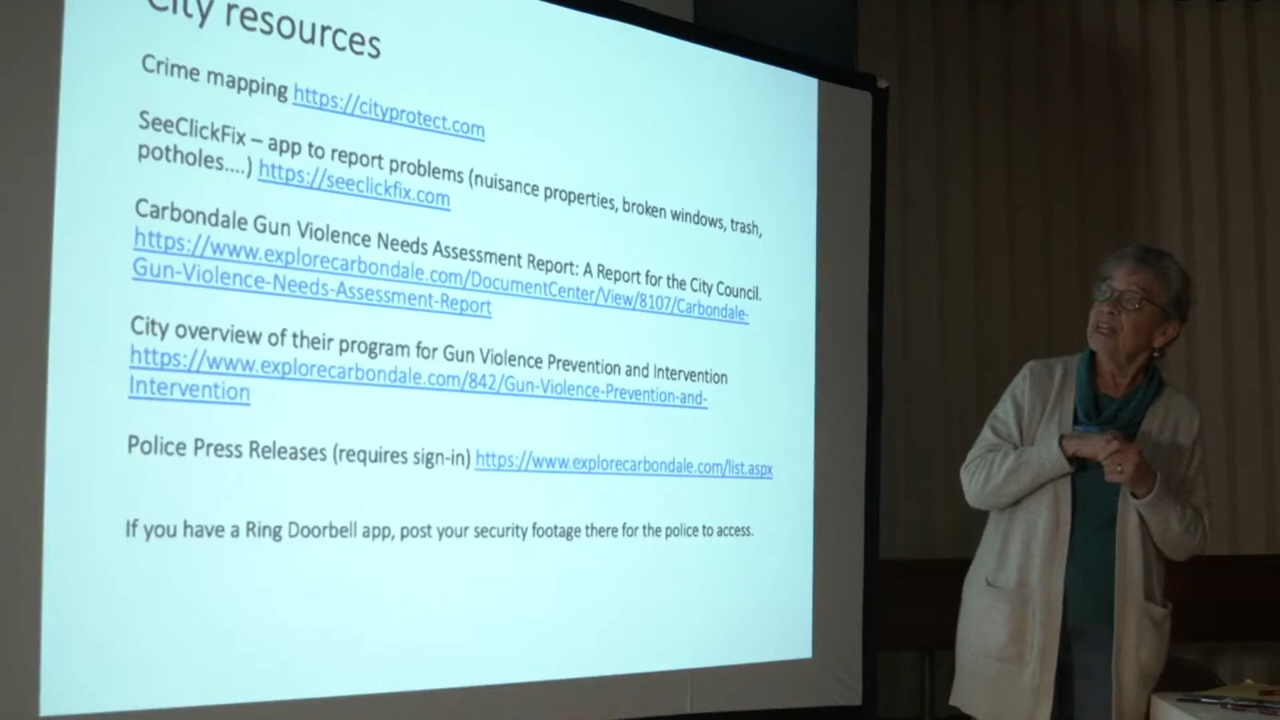 City resources
Crime mapping https://cityprotect.com
SeeClickFix – app to report problems (nuisance properties, broken windows, trash,
potholes....) https://seeclickfix.com
Carbondale Gun Violence Needs Assessment Report: A Report for the City Council.
https://www.explorecarbondale.com/DocumentCenter/View/8107/Carbondale-
Gun-Violence-Needs-Assessment-Report
City overview of their program for Gun Violence Prevention and Intervention
https://www.explorecarbondale.com/842/Gun-Violence-Prevention-and-
Intervention
Police Press Releases (requires sign-in) https://www.explorecarbondale.com/list.aspx
If you have a Ring Doorbell app, post your security footage there for the police to access.